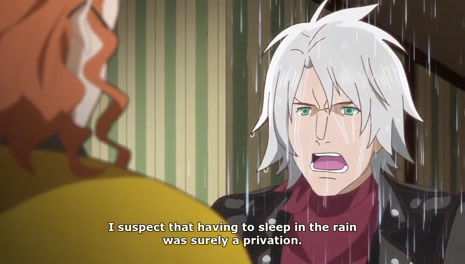 I suspect that having to sleep in the rain
was surely a privation.